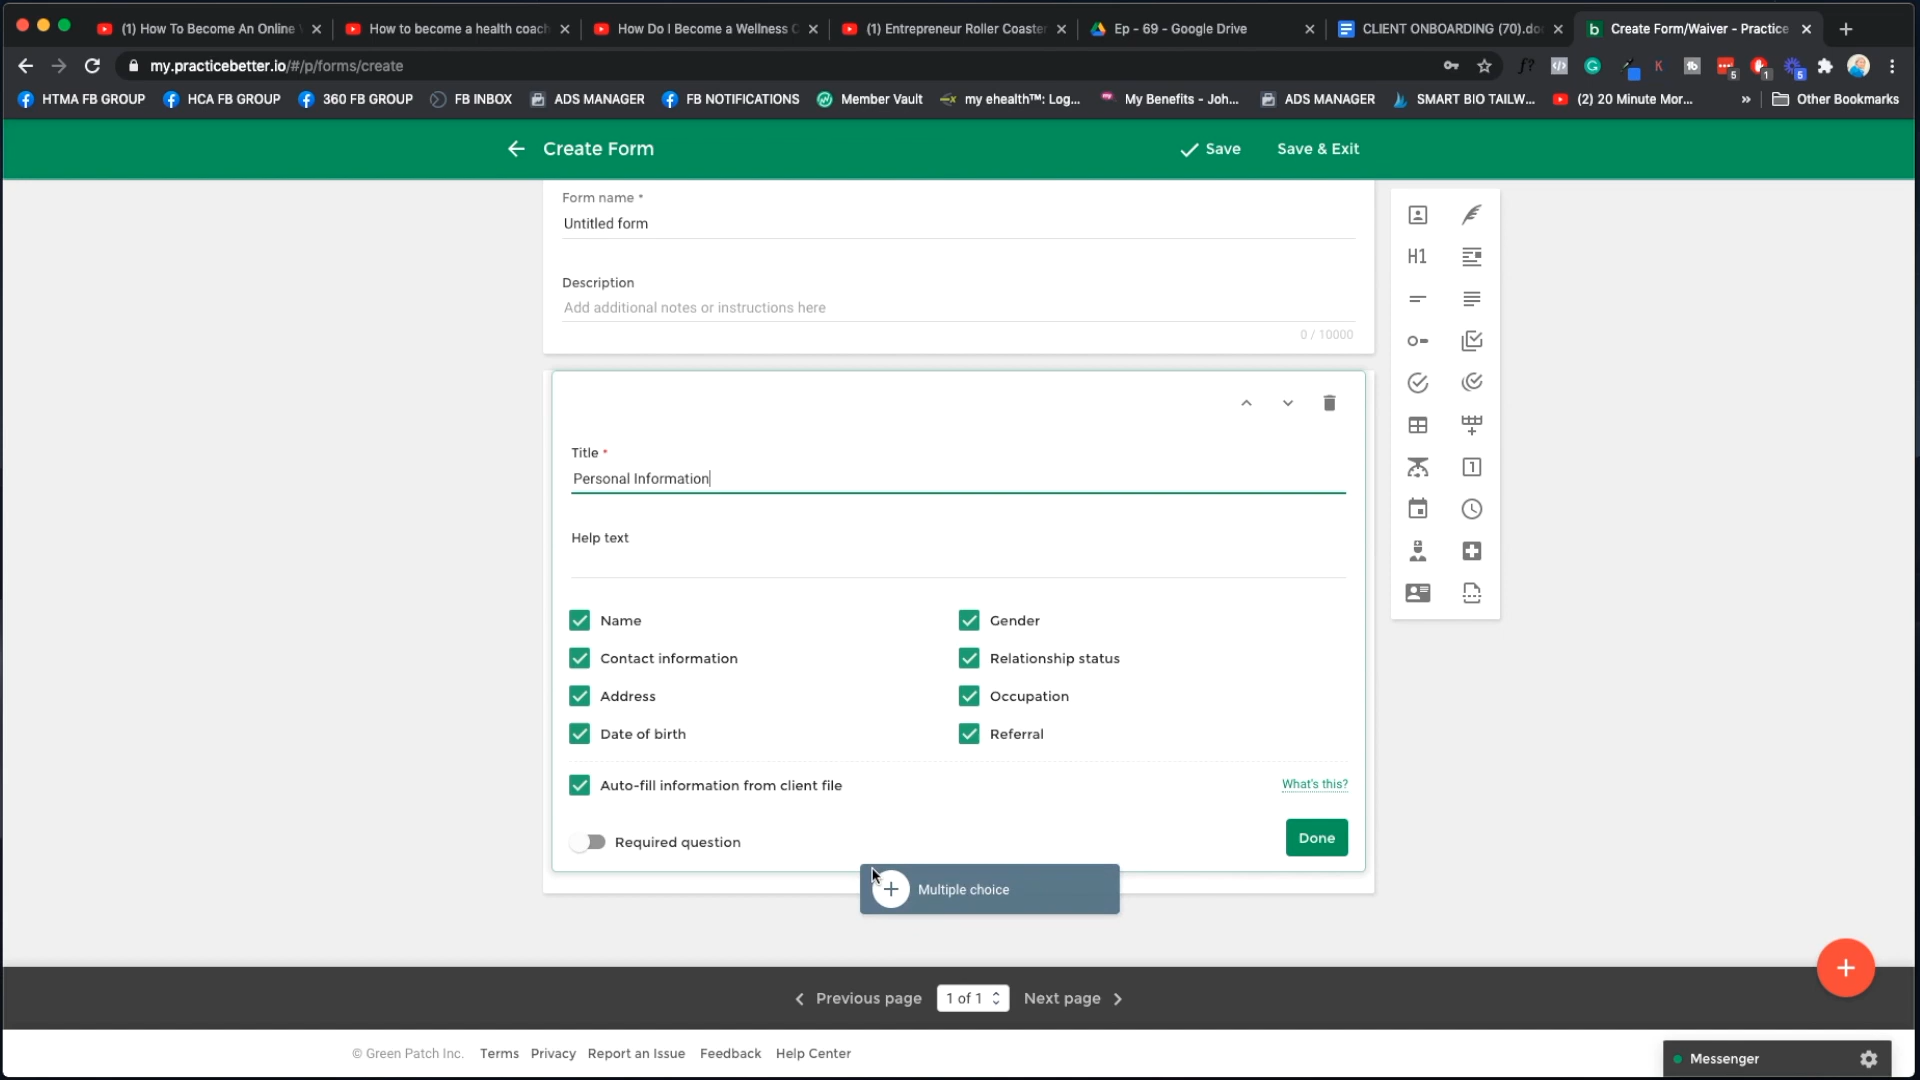 (1) How To Become An Online
How to become a health coach
How Do I Become a Wellness C
(1) Entrepreneur Roller Coaster
Ep - 69 - Google Drive
CLIENT ONBOARDING (70).do
Create Form/Waiver - Practice
my.practicebetter.io/#/p/forms/create
HTMA FB GROUP
HCA FB GROUP
360 FB GROUP
FB INBOX
ADS MANAGER
FB NOTIFICATIONS
Member Vault
my ehealth™: Log...
My Benefits - Joh...
ADS MANAGER
SMART BIO TAILW...
(2) 20 Minute Mor...
»
Other Bookmarks
Create Form
Save
Save & Exit
Form name *
Untitled form
Description
Add additional notes or instructions here
0 / 10000
H1
Title *
Personal Information
Help text
Name
Gender
Contact information
Relationship status
Address
Occupation
Date of birth
Referral
Auto-fill information from client file
What's this?
Required question
Done
Multiple choice
Previous page
1 of 1
Next page
© Green Patch Inc.
Terms
Privacy
Report an Issue
Feedback
Help Center
Messenger